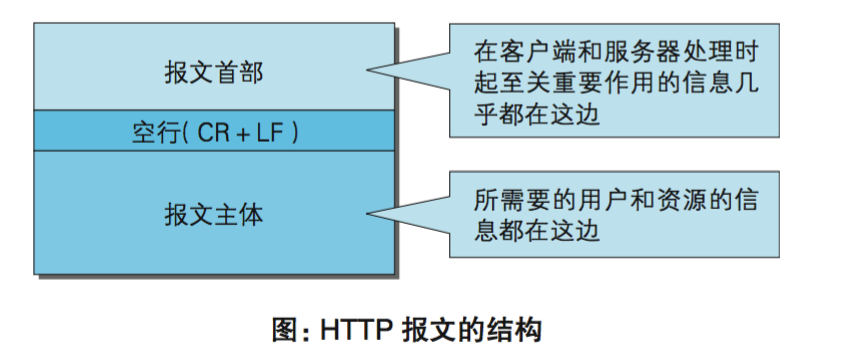 报文首部
在客户端和服务器处理时
起至关重要作用的信息几
乎都在这边
空行( CR + LF )
报文主体
所需要的用户和资源的信
息都在这边
图：HTTP 报文的结构